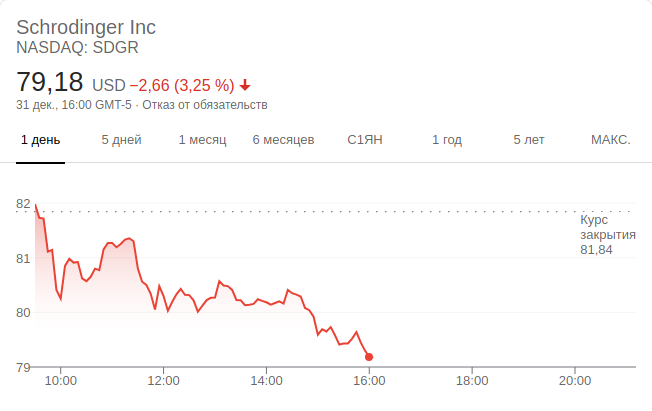 Schrodinger Inc
NASDAQ: SDGR
79,18 USD −2,66 (3,25 %)
31 дек., 16:00 GMT-5 · Отказ от обязательств
1 день 5 дней 1 месяц 6 месяцев С1ЯН 1 год 5 лет МАКС.
82
Курс
закрытия
81,84
81
80
79
10:00 12:00 14:00 16:00 18:00 20:00